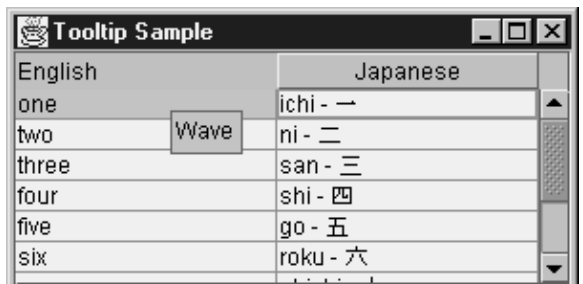 Tooltip Sample
English Japanese
one ichi - 一
Wave
two ni - 二
three san - 三
four shi - 四
five go - 五
six roku - 六